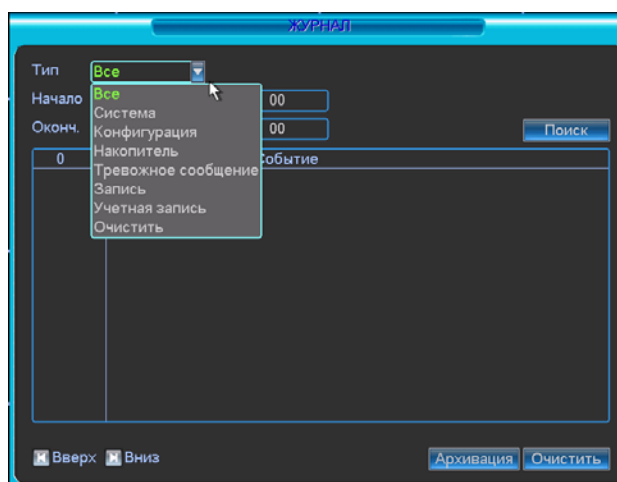 ЖУРНАЛ
Тип Все
Начало 00
Оконч. 00 Поиск
Все
Система
Конфигурация
Накопитель
Тревожное сообщение
Запись
Учетная запись
Очистить
0 Событие
Вверх Вниз Архивация Очистить